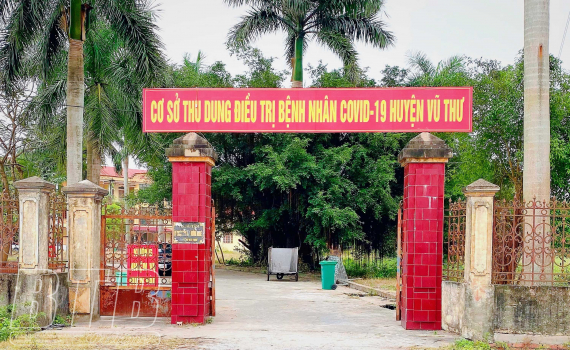 CƠ SỞ THU DUNG ĐIỀU TRỊ BỆNH NHÂN COVID-19 HUYỆN VŨ THƯ